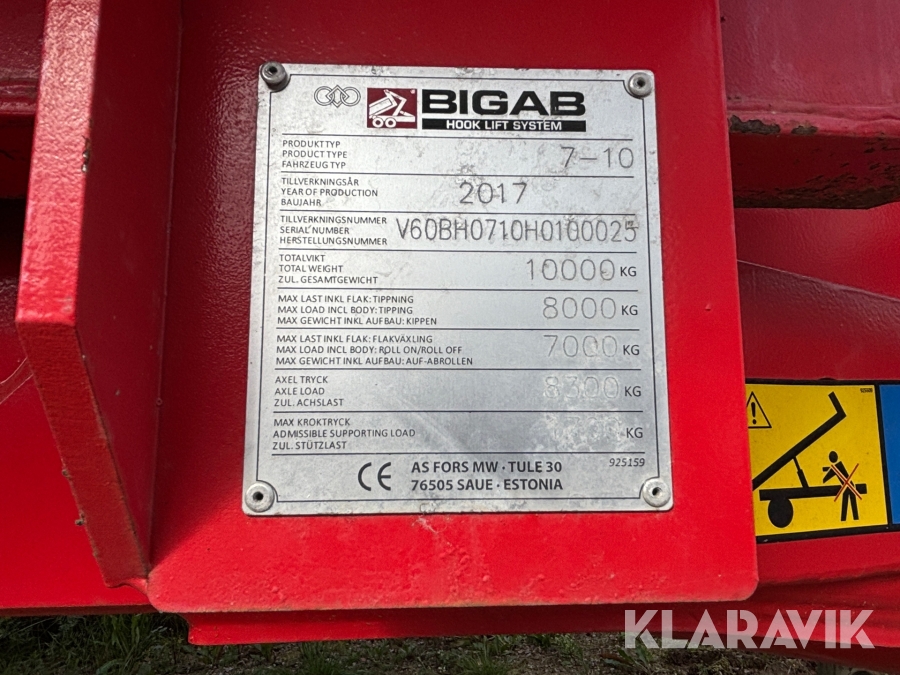 BIGAB
HOOK LIFT SYSTEM
PRODUKTTYP
PRODUCT TYPE
FAHRZEUG TYP
7-10
TILLVERKNINGSÅR
YEAR OF PRODUCTION
BAUJAHR
2017
TILLVERKNINGSNUMMER
SERIAL NUMBER
HERSTELLUNGSNUMMER
V60BH0710H0100025
TOTALVIKT
TOTAL WEIGHT
ZUL. GESAMTGEWICHT
10000 KG
MAX LAST INKL FLAK: TIPPNING
MAX LOAD INCL BODY: TIPPING
MAX GEWICHT INKL AUFBAU: KIPPEN
8000 KG
MAX LAST INKL FLAK: FLAKVÄXLING
MAX LOAD INCL BODY: ROLL ON/ROLL OFF
MAX GEWICHT INKL AUFBAU: AUF-ABROLLEN
7000 KG
AXEL TRYCK
AXLE LOAD
ZUL. ACHSLAST
8300 KG
MAX KROKTRYCK
ADMISSIBLE SUPPORTING LOAD
ZUL. STÜTZLAST
KG
CE
AS FORS MW · TULE 30
76505 SAUE · ESTONIA
925159
KLARAVIK